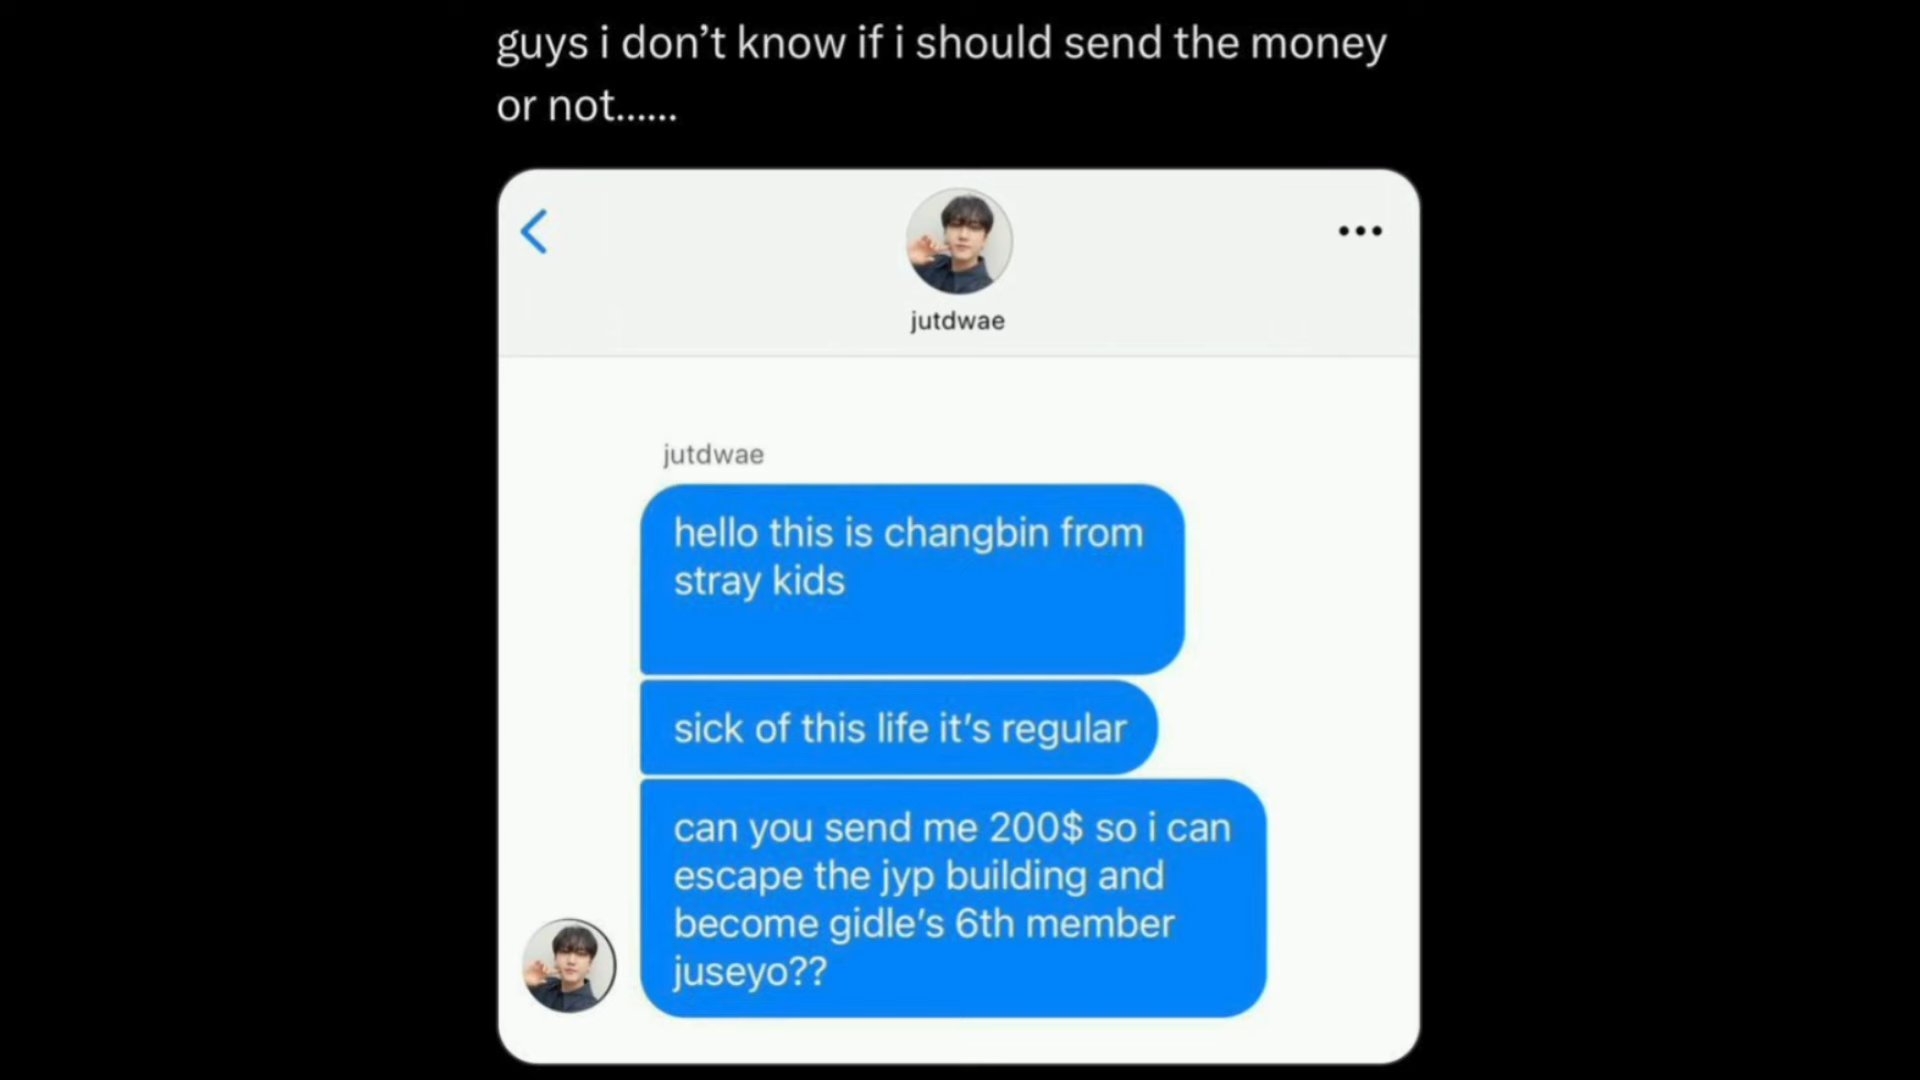 guys i don’t know if i should send the money
or not......
jutdwae
jutdwae
hello this is changbin from
stray kids
sick of this life it’s regular
can you send me 200$ so i can
escape the jyp building and
become gidle’s 6th member
juseyo??